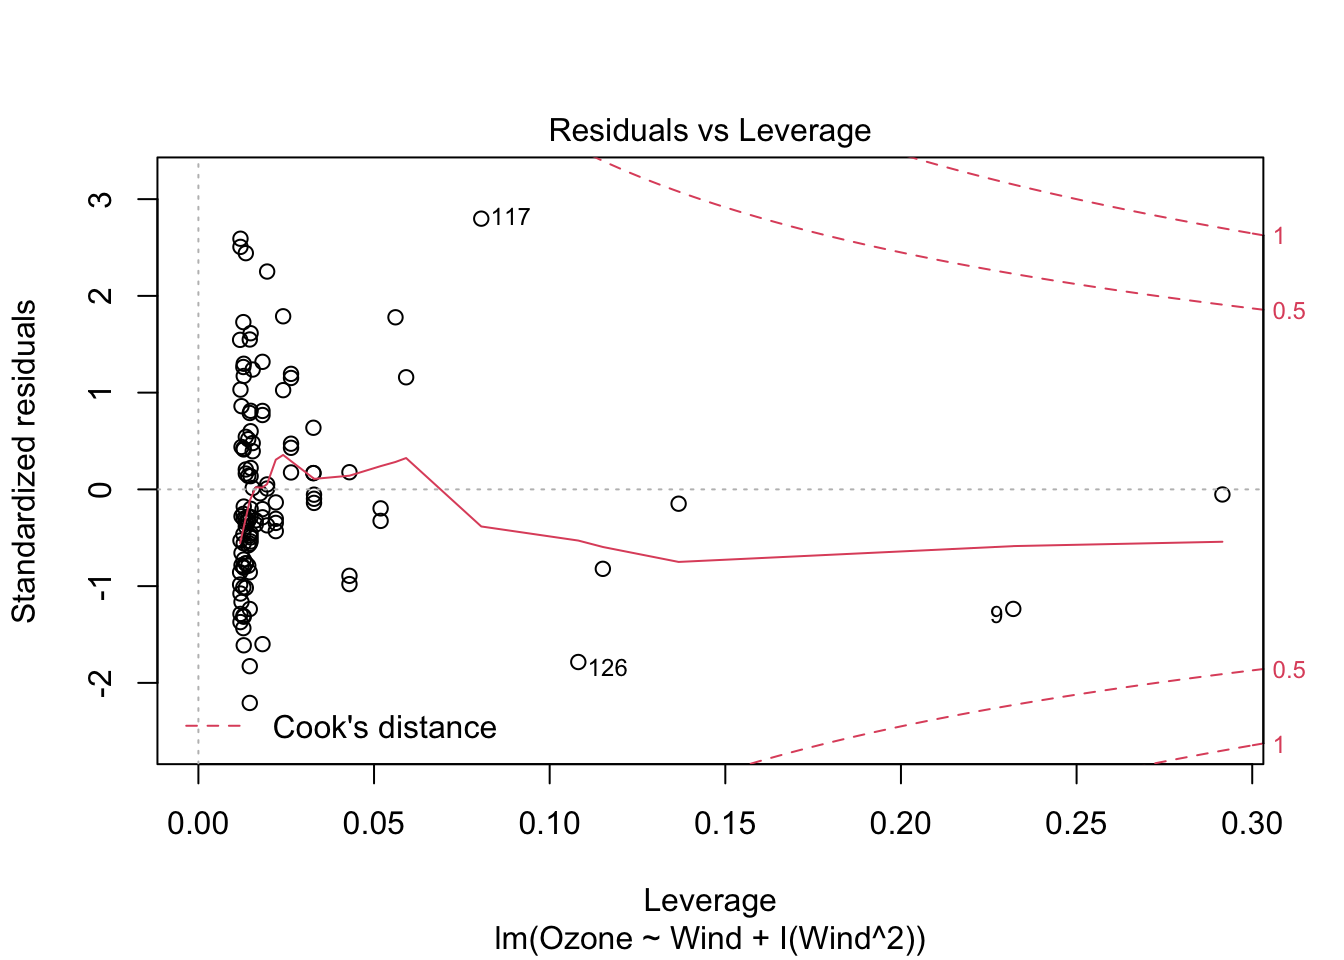 Residuals vs Leverage
Standardized residuals
3
2
1
0
-1
-2
117
126
9
1
0.5
0.5
1
Cook's distance
0.00 0.05 0.10 0.15 0.20 0.25 0.30
Leverage
lm(Ozone ~ Wind + I(Wind^2))